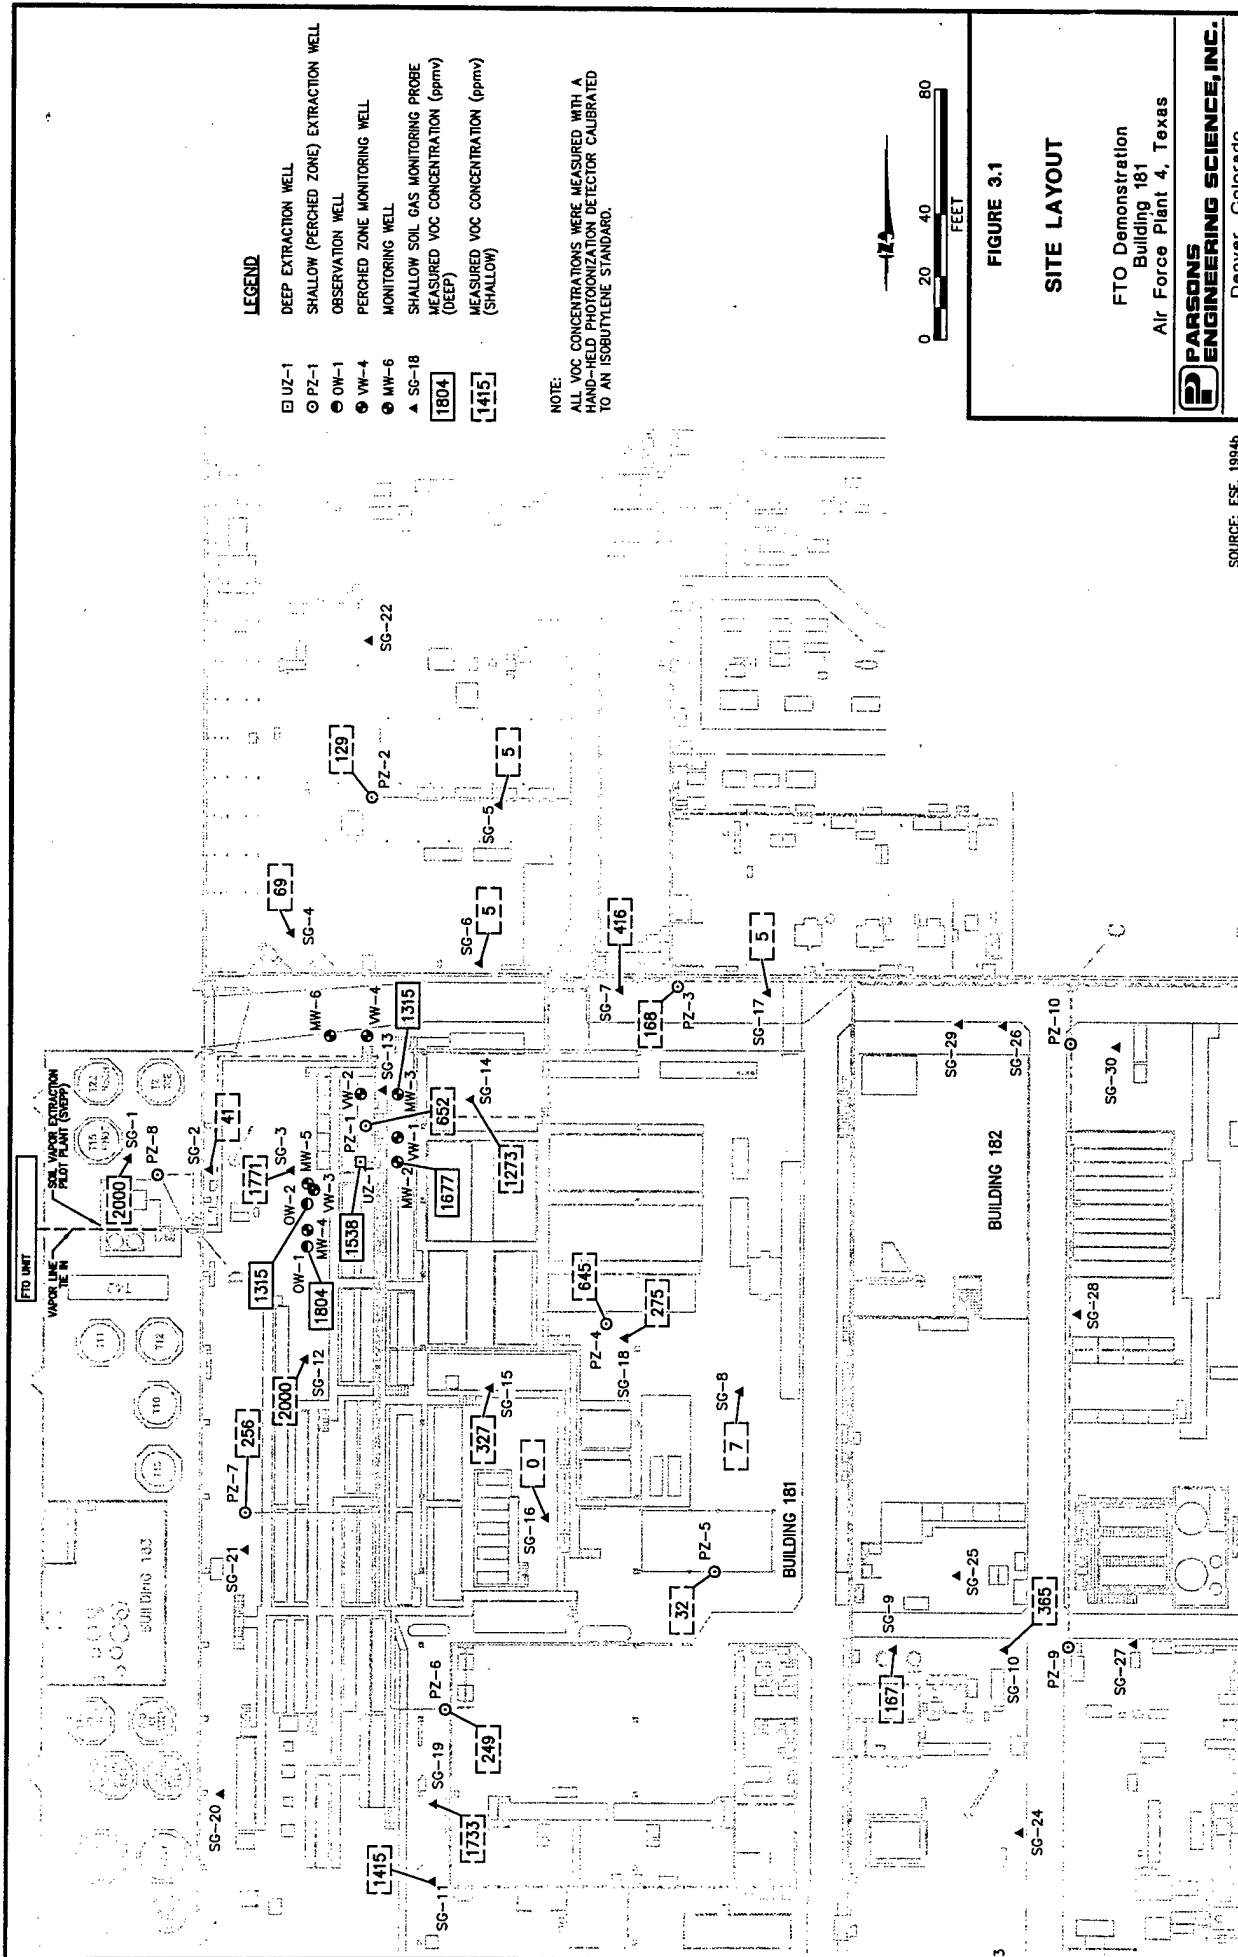 LEGEND
UZ-1 DEEP EXTRACTION WELL
PZ-1 SHALLOW (PERCHED ZONE) EXTRACTION WELL
OW-1 OBSERVATION WELL
VW-4 PERCHED ZONE MONITORING WELL
MW-6 MONITORING WELL
SG-18 SHALLOW SOIL GAS MONITORING PROBE
1804 MEASURED VOC CONCENTRATION (ppmv)
(DEEP)
1415 MEASURED VOC CONCENTRATION (ppmv)
(SHALLOW)
NOTE:
ALL VOC CONCENTRATIONS WERE MEASURED WITH A
HAND-HELD PHOTOIONIZATION DETECTOR CALIBRATED
TO AN ISOBUTYLENE STANDARD.
0 20 40 80
FEET
FIGURE 3.1
SITE LAYOUT
FTO Demonstration
Building 181
Air Force Plant 4, Texas
PARSONS
ENGINEERING SCIENCE, INC.
Denver, Colorado
SOURCE: ESE, 1994b
FTO UNIT
VAPOR LINE
TIE IN
SOIL VAPOR EXTRACTION
PILOT PLANT (SVEPP)
2000
SG-1
PZ-8
SG-2
41
1771
SG-3
MW-5
OW-2
VW-3
MW-4
OW-1
1315
1804
1538
UZ-1
PZ-1
VW-2
SG-13
MW-6
VW-4
1315
MW-3
652
VW-1
MW-2
1677
SG-14
1273
69
SG-4
129
PZ-2
SG-22
SG-5
5
SG-6
5
SG-7
416
168
PZ-3
SG-17
5
T42
T11
T12
T10
BUILDING 183
PZ-7
256
SG-21
SG-20
2000
SG-12
327
SG-15
0
SG-16
645
PZ-4
SG-18
275
SG-8
7
32
PZ-5
BUILDING 181
PZ-6
249
SG-19
1733
1415
SG-11
BUILDING 182
SG-29
SG-26
PZ-10
SG-30
SG-28
SG-25
365
SG-9
167
SG-10
PZ-9
SG-27
SG-24
3